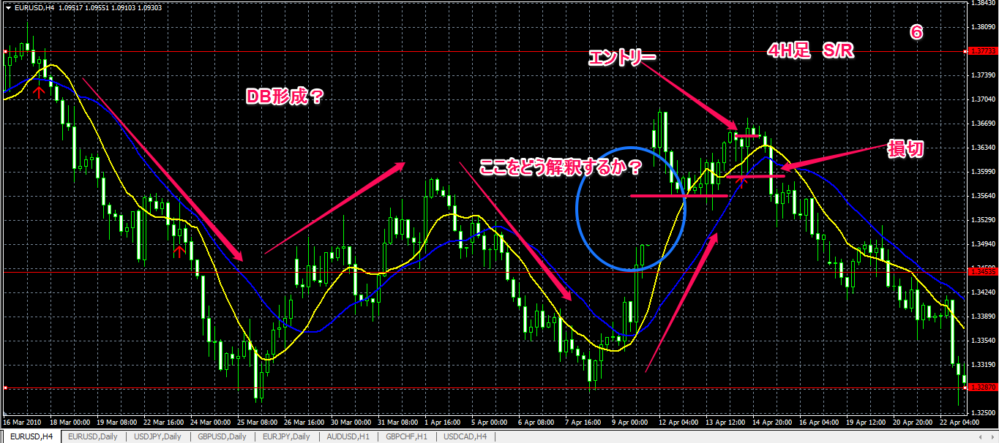 EURUSD,H4 1.09517 1.09551 1.09103 1.09303
1.38430
1.38090
6
4H足 S/R
1.37733
エントリー
1.37390
DB形成？
1.37040
1.36690
1.36340
損切
ここをどう解釈するか？
1.35990
1.35640
1.35290
1.34940
1.34240
1.33890
1.33540
1.33190
1.32870
1.32500
16 Mar 2010 18 Mar 00:00 19 Mar 08:00 22 Mar 16:00 24 Mar 00:00 25 Mar 08:00 26 Mar 16:00 30 Mar 00:00 31 Mar 08:00 1 Apr 16:00 5 Apr 00:00 6 Apr 08:00 7 Apr 16:00 9 Apr 00:00 12 Apr 04:00 13 Apr 12:00 14 Apr 20:00 16 Apr 04:00 19 Apr 12:00 20 Apr 20:00 22 Apr 04:00
EURUSD,H4 EURUSD,Daily USDJPY,Daily GBPUSD,Daily EURJPY,Daily AUDUSD,H1 GBPCHF,H1 USDCAD,H4